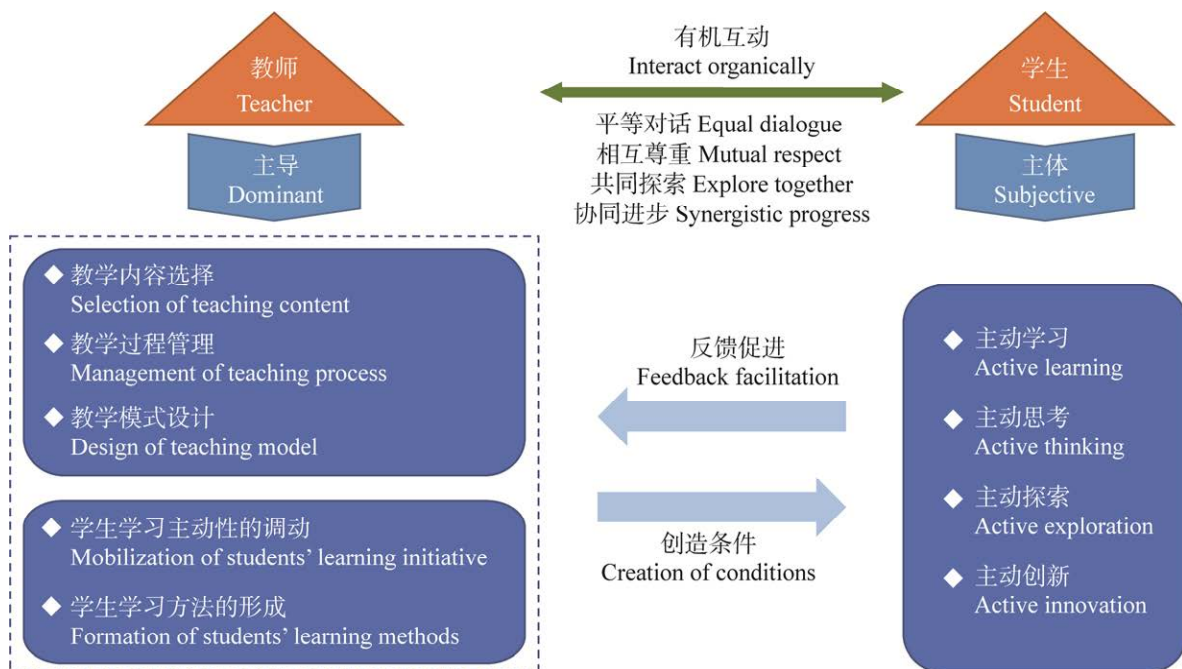 教师
Teacher
主导
Dominant
有机互动
Interact organically
平等对话 Equal dialogue
相互尊重 Mutual respect
共同探索 Explore together
协同进步 Synergistic progress
学生
Student
主体
Subjective
◆ 教学内容选择
Selection of teaching content
◆ 教学过程管理
Management of teaching process
◆ 教学模式设计
Design of teaching model
◆ 学生学习主动性的调动
Mobilization of students’ learning initiative
◆ 学生学习方法的形成
Formation of students’ learning methods
反馈促进
Feedback facilitation
创造条件
Creation of conditions
◆ 主动学习
Active learning
◆ 主动思考
Active thinking
◆ 主动探索
Active exploration
◆ 主动创新
Active innovation